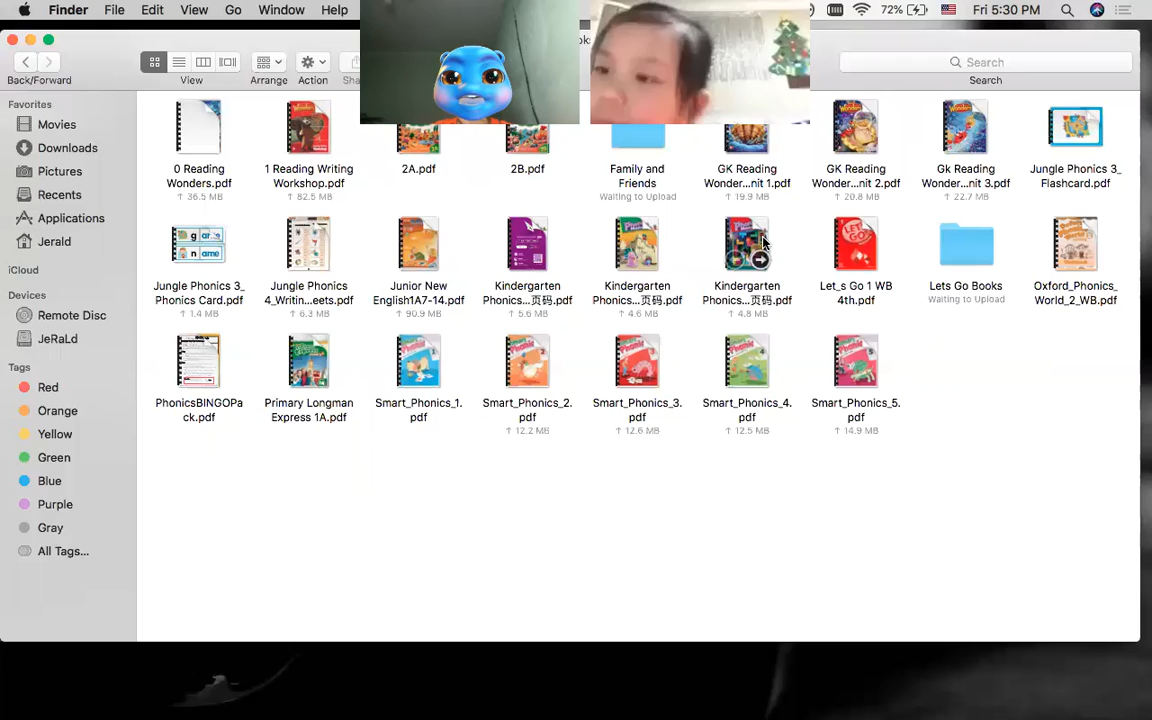 Finder File Edit View Go Window Help
72% Fri 5:30 PM
Back/Forward View Arrange Action
Search
Search
Favorites
Movies
Downloads
Pictures
Recents
Applications
Jerald
iCloud
Devices
Remote Disc
JeRaLd
Tags
Red
Orange
Yellow
Green
Blue
Purple
Gray
All Tags...
0 Reading
Wonders.pdf
36.5 MB
1 Reading Writing
Workshop.pdf
82.5 MB
2A.pdf
2B.pdf
Family and
Friends
Waiting to Upload
GK Reading
Wonder...nit 1.pdf
19.9 MB
GK Reading
Wonder...nit 2.pdf
20.8 MB
Gk Reading
Wonder...nit 3.pdf
22.7 MB
Jungle Phonics 3_
Flashcard.pdf
Jungle Phonics 3_
Phonics Card.pdf
1.4 MB
Jungle Phonics
4_Writin...eets.pdf
6.3 MB
Junior New
English1A7-14.pdf
90.9 MB
Kindergarten
Phonics...页码.pdf
5.6 MB
Kindergarten
Phonics...页码.pdf
4.6 MB
Kindergarten
Phonics...页码.pdf
4.8 MB
Let_s Go 1 WB
4th.pdf
Lets Go Books
Waiting to Upload
Oxford_Phonics_
World_2_WB.pdf
PhonicsBINGOPa
ck.pdf
Primary Longman
Express 1A.pdf
Smart_Phonics_1.
pdf
Smart_Phonics_2.
pdf
12.2 MB
Smart_Phonics_3.
pdf
12.6 MB
Smart_Phonics_4.
pdf
12.5 MB
Smart_Phonics_5.
pdf
14.9 MB